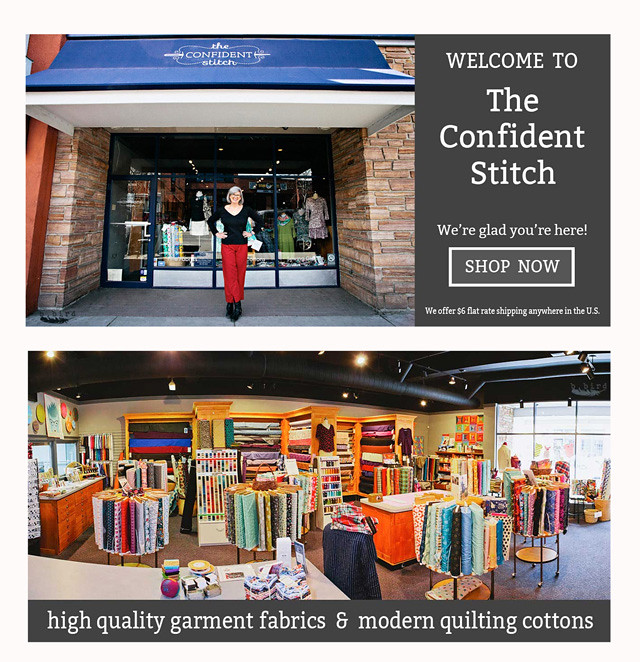 the
CONFIDENT
stitch
WELCOME TO
The
Confident
Stitch
We're glad you're here!
SHOP NOW
We offer $6 flat rate shipping anywhere in the U.S.
high quality garment fabrics & modern quilting cottons